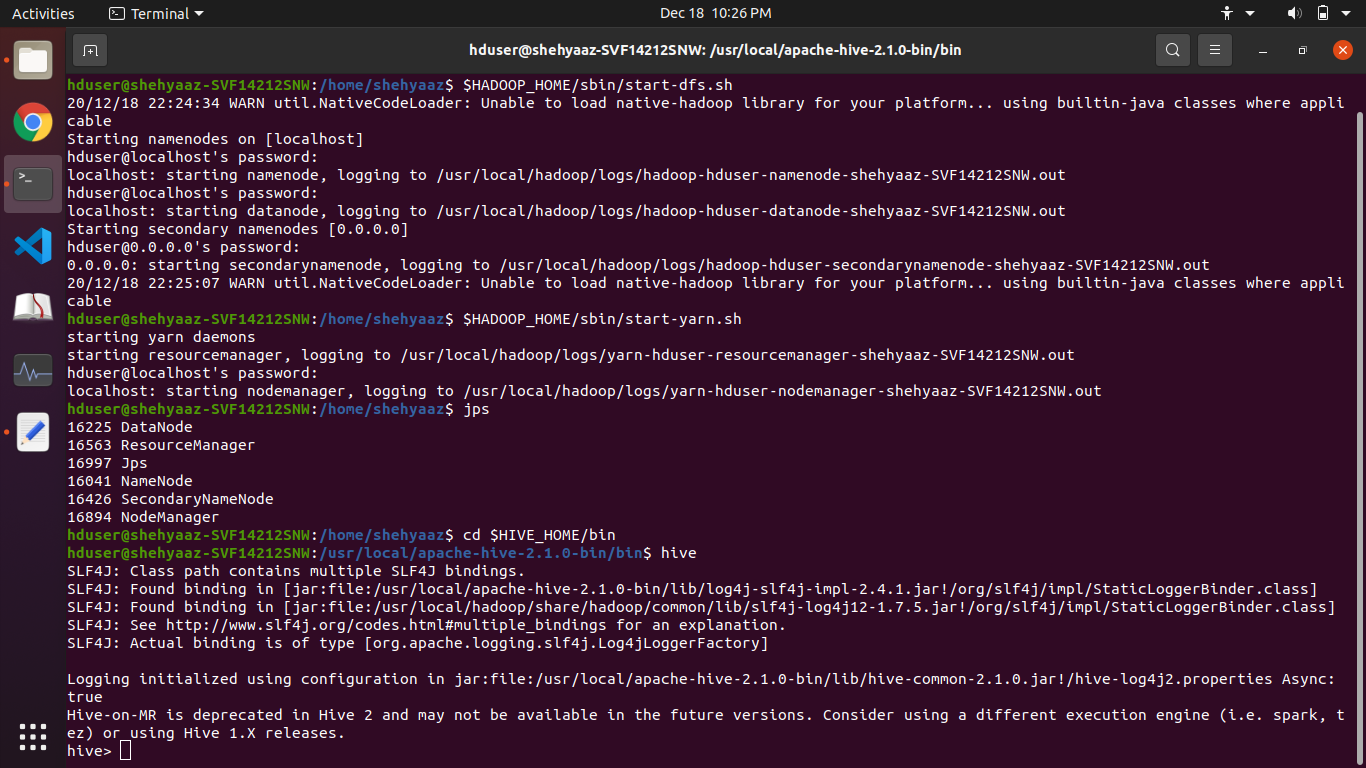 Activities
Terminal
Dec 18 10:26 PM
hduser@shehyaaz-SVF14212SNW: /usr/local/apache-hive-2.1.0-bin/bin
hduser@shehyaaz-SVF14212SNW:/home/shehyaaz$ $HADOOP_HOME/sbin/start-dfs.sh
20/12/18 22:24:34 WARN util.NativeCodeLoader: Unable to load native-hadoop library for your platform... using builtin-java classes where appli
cable
Starting namenodes on [localhost]
hduser@localhost's password:
localhost: starting namenode, logging to /usr/local/hadoop/logs/hadoop-hduser-namenode-shehyaaz-SVF14212SNW.out
hduser@localhost's password:
localhost: starting datanode, logging to /usr/local/hadoop/logs/hadoop-hduser-datanode-shehyaaz-SVF14212SNW.out
Starting secondary namenodes [0.0.0.0]
hduser@0.0.0.0's password:
0.0.0.0: starting secondarynamenode, logging to /usr/local/hadoop/logs/hadoop-hduser-secondarynamenode-shehyaaz-SVF14212SNW.out
20/12/18 22:25:07 WARN util.NativeCodeLoader: Unable to load native-hadoop library for your platform... using builtin-java classes where appli
cable
hduser@shehyaaz-SVF14212SNW:/home/shehyaaz$ $HADOOP_HOME/sbin/start-yarn.sh
starting yarn daemons
starting resourcemanager, logging to /usr/local/hadoop/logs/yarn-hduser-resourcemanager-shehyaaz-SVF14212SNW.out
hduser@localhost's password:
localhost: starting nodemanager, logging to /usr/local/hadoop/logs/yarn-hduser-nodemanager-shehyaaz-SVF14212SNW.out
hduser@shehyaaz-SVF14212SNW:/home/shehyaaz$ jps
16225 DataNode
16563 ResourceManager
16997 Jps
16041 NameNode
16426 SecondaryNameNode
16894 NodeManager
hduser@shehyaaz-SVF14212SNW:/home/shehyaaz$ cd $HIVE_HOME/bin
hduser@shehyaaz-SVF14212SNW:/usr/local/apache-hive-2.1.0-bin/bin$ hive
SLF4J: Class path contains multiple SLF4J bindings.
SLF4J: Found binding in [jar:file:/usr/local/apache-hive-2.1.0-bin/lib/log4j-slf4j-impl-2.4.1.jar!/org/slf4j/impl/StaticLoggerBinder.class]
SLF4J: Found binding in [jar:file:/usr/local/hadoop/share/hadoop/common/lib/slf4j-log4j12-1.7.5.jar!/org/slf4j/impl/StaticLoggerBinder.class]
SLF4J: See http://www.slf4j.org/codes.html#multiple_bindings for an explanation.
SLF4J: Actual binding is of type [org.apache.logging.slf4j.Log4jLoggerFactory]
Logging initialized using configuration in jar:file:/usr/local/apache-hive-2.1.0-bin/lib/hive-common-2.1.0.jar!/hive-log4j2.properties Async:
true
Hive-on-MR is deprecated in Hive 2 and may not be available in the future versions. Consider using a different execution engine (i.e. spark, t
ez) or using Hive 1.X releases.
hive>